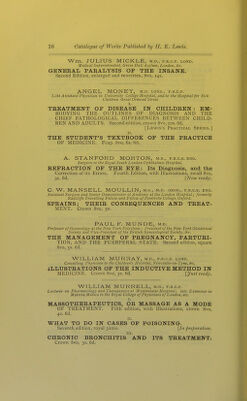 16 Catalogue of Works Published by H. K. Lewis.
Wm. JULIUS MICKLE, M.D., F.R.C.P. LOND.
Medical Superintendent, Grove Hall Asylum, London, &c.
GENERAL PARALYSIS OF THE INSANE.
Second Edition, enlarged and rewritten, 8vo, 14s.
ANGEL MONEY, M.D. LOND., F.R.C.P.
Late Assistant Physician to University College Hospital, and to the Hospital for Sick Children Great Ormond Street
I.
TREATMENT OF DISEASE IN CHILDREN: EM-
BODYING THE OUTLINES OF DIAGNOSIS AND THE
CHIEF PATHOLOGICAL DIFFERENCES BETWEEN CHILD-
REN AND ADULTS. Second edition, crown 8vo,
[LEWIS'S PRACTICAL SERIES.]
II.
THE STUDENT'S TEXTBOOK OF THE PRACTICE
OF MEDICINE. Fcap. 8vo, 6s. 6d.
A. STANFORD MORTON, M.B., F.R.C.S. ENG.
Surgeon to the Royal South London Ophthalmic Hospital.
REFRACTION OF THE EYE: Its Diagnosis, and the
Correction of its Errors. Fourth Edition, with Illustrations, small 8vo,
3s. 6d. [Now ready.
C. W. MANSELL MOULLIN, M.A., M.D. OXON., F.R.C.S. ENG.
Assistant Surgeon and Senior Demonstrator of Anatomy at the London Hospital; formerly Radcliffe Travelling Fellow and Fellow of Pembroke College Oxford.
SPRAINS; THEIR CONSEQUENCES AND TREAT-
MENT. Crown 8vo, 5s.
PAUL F. MUNDE, M.D.
Professor of Gynecology at the New York Polyclinic; President of the New York Obstetrical Society and Vice-President of the British Gynecological Society, &c.
THE MANAGEMENT OF PREGNANCY, PARTURI-
TION, AND THE PUERPERAL STATE. Second edition, square
8vo, 3s. 6d.
WILLIAM MURRAY, M.D., F.R.C.P. LOND.
Consulting Physician to the Children's Hospital, Newcastle-on-Tyne, &c.
ILLUSTRATIONS OF THE INDUCTIVE METHOD IN
MEDICINE. Crown 8vo, 3s. 6d. [Just ready.
WILLIAM MURRELL, M.D., F.R.C.P.
Lecturer on Pharmacology and Therapeutics at Westminster Hospital; late Examiner in Materia Medica to the Royal College of Physicians of London, etc.
I.
MASSOTHERAPEUTICS, OR MASSAGE AS A MODE
OF TREATMENT. Fifth edition, with Illustrations, crown 8vo,
4s. 6d.
II.
WHAT TO DO IN CASES OF POISONING.
Seventh edition, royal 32mo. [In preparation.
III.
CHRONIC BRONCHITIS AND ITS TREATMENT.
Crown 8vo, 3s. 6d.